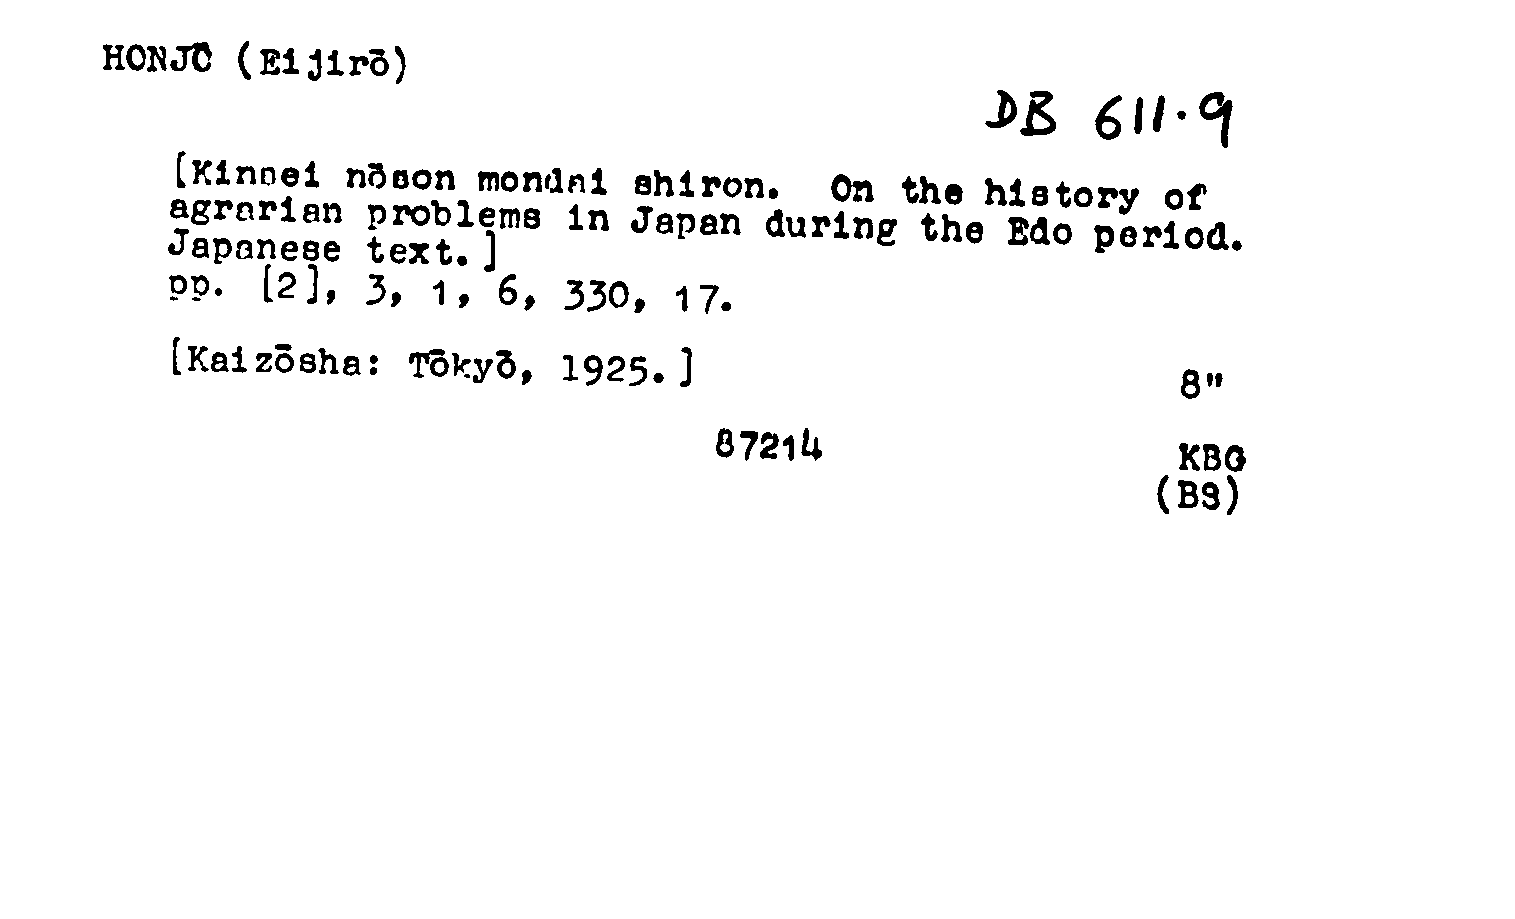 HONJŌ (Eijirō)
DB 611.9
[Kinsei nōson mondai shiron. On the history of
agrarian problems in Japan during the Edo period.
Japanese text.]
pp. [2], 3, 1, 6, 330, 17.
[Kaizōsha: Tōkyō, 1925.]
8"
87214
KBG
(BS)